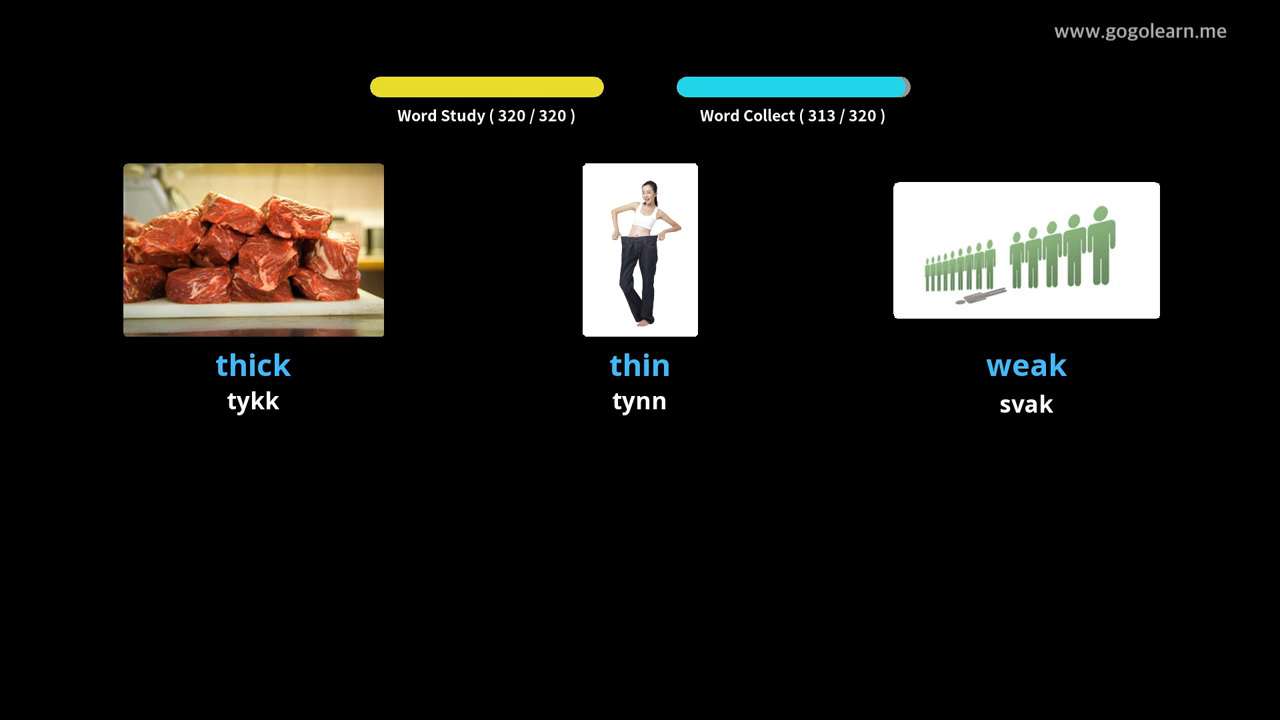 www.gogolearn.me
Word Study ( 320 / 320 )
Word Collect ( 313 / 320 )
thick
tykk
thin
tynn
weak
svak